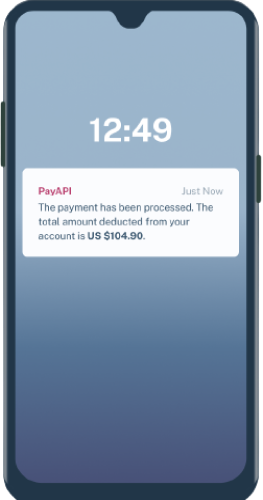 12:49
PayAPI Just Now
The payment has been processed. The
total amount deducted from your
account is US $104.90.